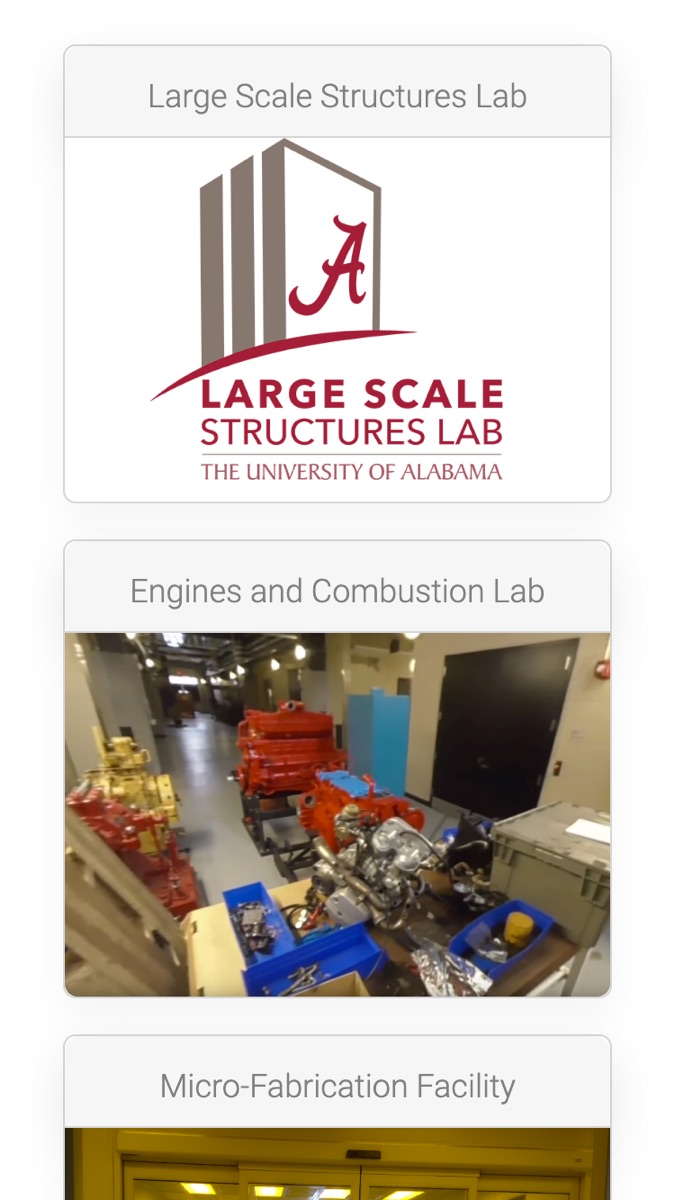 Large Scale Structures Lab
A
LARGE SCALE
STRUCTURES LAB
THE UNIVERSITY OF ALABAMA
Engines and Combustion Lab
Micro-Fabrication Facility